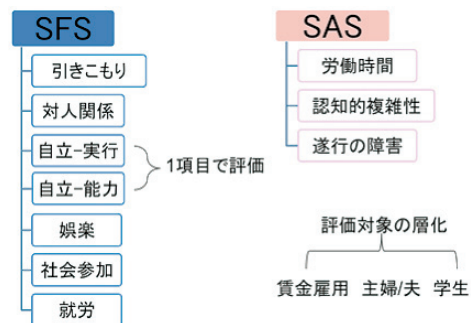 SFS
引きこもり
対人関係
自立−実行
自立−能力
1項目で評価
娯楽
社会参加
就労
SAS
労働時間
認知的複雑性
遂行の障害
評価対象の層化
賃金雇用 主婦/夫 学生